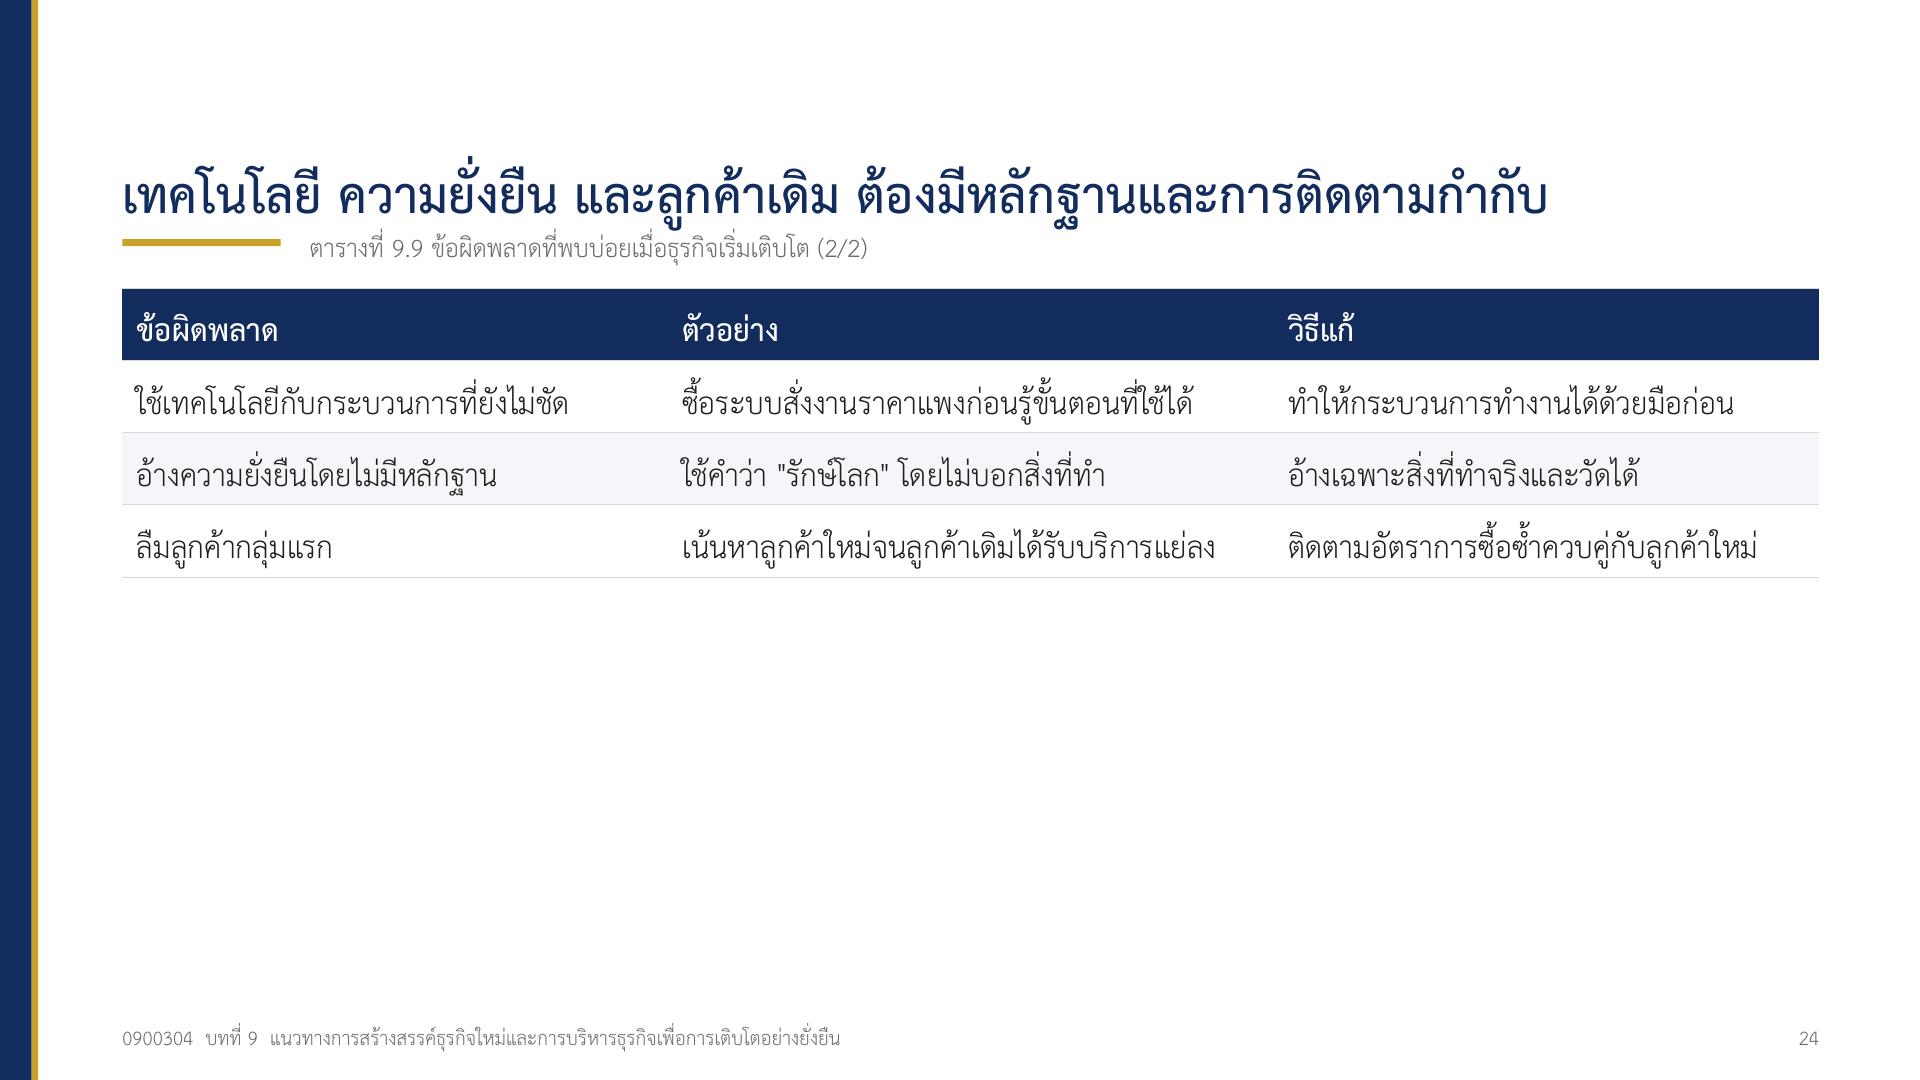 เทคโนโลยี ความยั่งยืน และลูกค้าเดิม ต้องมีหลักฐานและการติดตามกำกับ
ตารางที่ 9.9 ข้อผิดพลาดที่พบบ่อยเมื่อธุรกิจเริ่มเติบโต (2/2)
ข้อผิดพลาด ตัวอย่าง วิธีแก้
ใช้เทคโนโลยีกับกระบวนการที่ยังไม่ชัด ซื้อระบบสั่งงานราคาแพงก่อนรู้ขั้นตอนที่ใช้ได้ ทำให้กระบวนการทำงานได้ด้วยมือก่อน
อ้างความยั่งยืนโดยไม่มีหลักฐาน ใช้คำว่า "รักษ์โลก" โดยไม่บอกสิ่งที่ทำ อ้างเฉพาะสิ่งที่ทำจริงและวัดได้
ลืมลูกค้ากลุ่มแรก เน้นหาลูกค้าใหม่จนลูกค้าเดิมได้รับบริการแย่ลง ติดตามอัตราการซื้อซ้ำควบคู่กับลูกค้าใหม่
0900304 บทที่ 9 แนวทางการสร้างสรรค์ธุรกิจใหม่และการบริหารธุรกิจเพื่อการเติบโตอย่างยั่งยืน 24